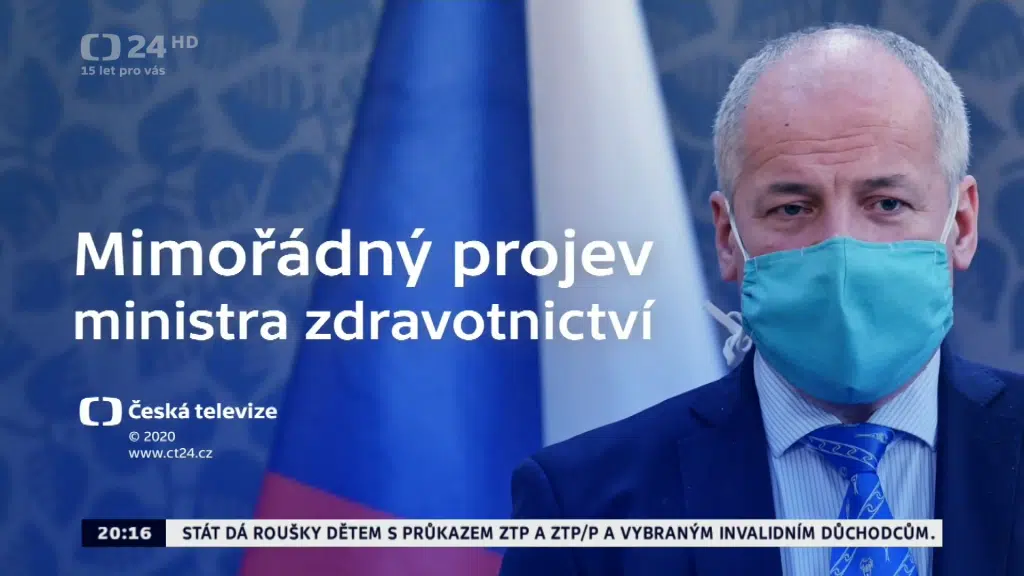 24 HD
15 let pro vás
Mimořádný projev
ministra zdravotnictví
Česká televize
© 2020
www.ct24.cz
20:16 STÁT DÁ ROUŠKY DĚTEM S PRŮKAZEM ZTP A ZTP/P A VYBRANÝM INVALIDNÍM DŮCHODCŮM.